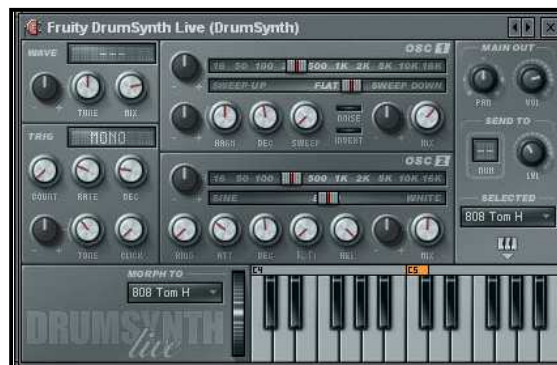 Fruity DrumSynth Live (DrumSynth)
WAVE
---
TUNE MIX
TRIG MONO
COUNT RATE DEC
TONE CLICK
OSC 1
16 50 100 500 1K 2K 5K 10K 16K
SWEEP UP FLAT SWEEP DOWN
HARM DEC SWEEP
NOISE
INVERT
MIX
OSC 2
16 50 100 500 1K 2K 5K 10K 16K
SINE WHITE
RING ATT DEC REL MIX
MAIN OUT
PAN VOL
SEND TO
--
NUM LVL
SELECTED
808 Tom H
MORPH TO
808 Tom H
DRUMSYNTH
live
C4 C5